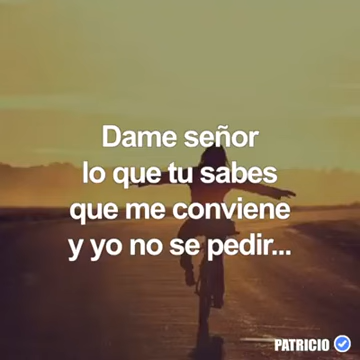 Dame señor
lo que tu sabes
que me conviene
y yo no se pedir...
PATRICIO